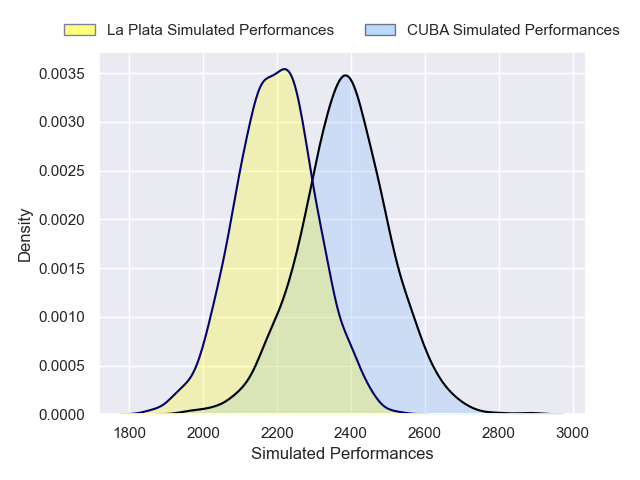 La Plata Simulated Performances CUBA Simulated Performances
0.0035
0.0030
0.0025
0.0020
0.0015
0.0010
0.0005
0.0000
Density
1800 2000 2200 2400 2600 2800 3000
Simulated Performances